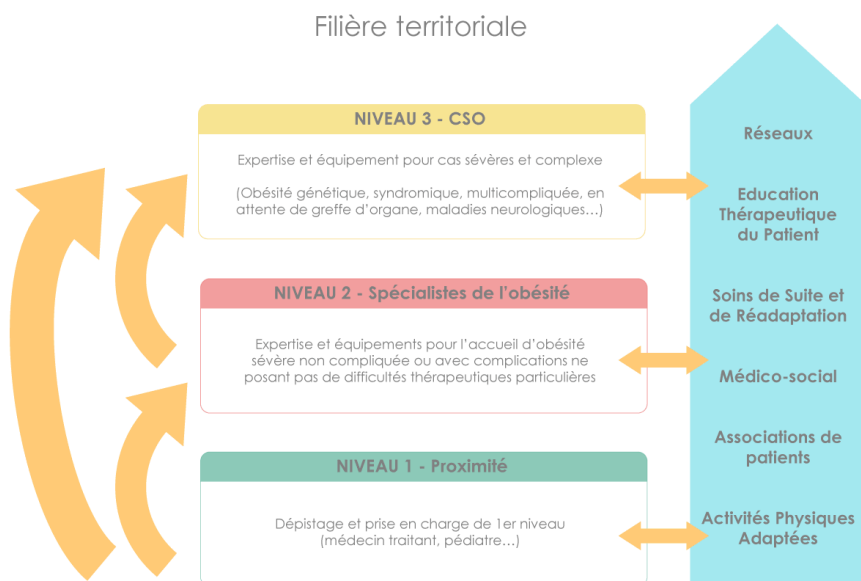 Filière territoriale
NIVEAU 3 - CSO
Expertise et équipement pour cas sévères et complexe
(Obésité génétique, syndromique, multicompliquée, en
attente de greffe d'organe, maladies neurologiques...)
NIVEAU 2 - Spécialistes de l'obésité
Expertise et équipements pour l'accueil d'obésité
sévère non compliquée ou avec complications ne
posant pas de difficultés thérapeutiques particulières
NIVEAU 1 - Proximité
Dépistage et prise en charge de 1er niveau
(médecin traitant, pédiatre...)
Réseaux
Education
Thérapeutique
du Patient
Soins de Suite et
de Réadaptation
Médico-social
Associations de
patients
Activités Physiques
Adaptées